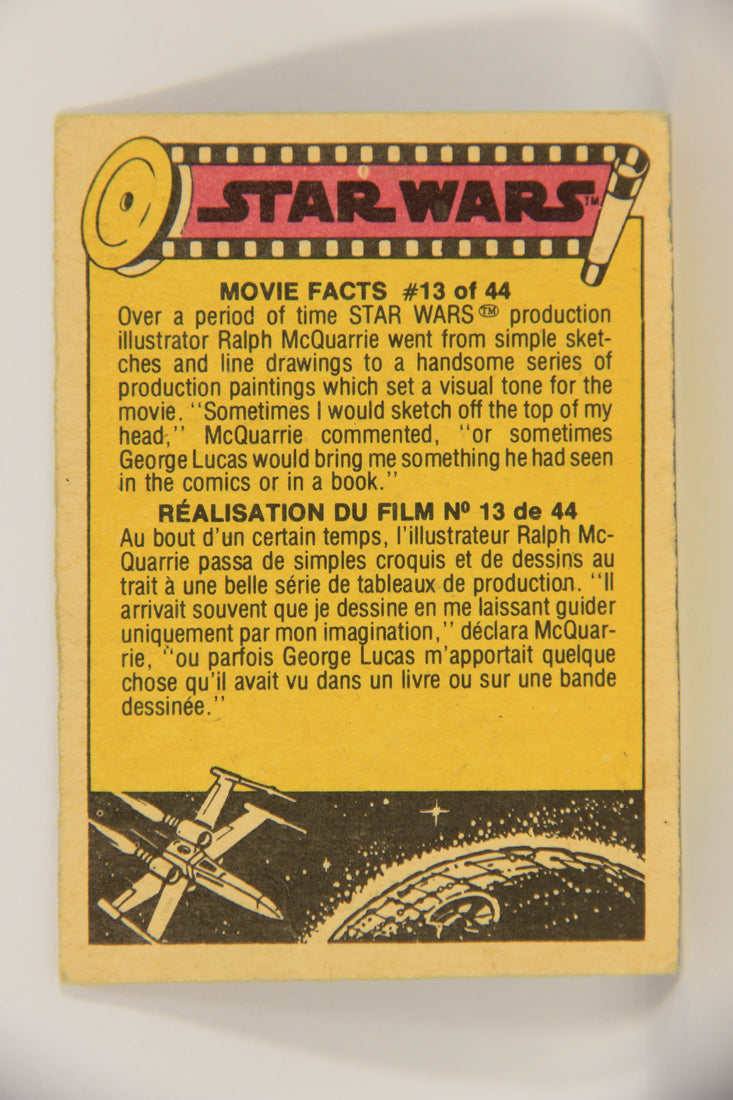 STAR WARS™
MOVIE FACTS #13 of 44
Over a period of time STAR WARS™ production
illustrator Ralph McQuarrie went from simple sket-
ches and line drawings to a handsome series of
production paintings which set a visual tone for the
movie. ‘‘Sometimes I would sketch off the top of my
head,’’ McQuarrie commented, ‘‘or sometimes
George Lucas would bring me something he had seen
in the comics or in a book.’’
RÉALISATION DU FILM Nº 13 de 44
Au bout d’un certain temps, l’illustrateur Ralph Mc-
Quarrie passa de simples croquis et de dessins au
trait à une belle série de tableaux de production. ‘‘Il
arrivait souvent que je dessine en me laissant guider
uniquement par mon imagination,’’ déclara McQuar-
rie, ‘‘ou parfois George Lucas m’apportait quelque
chose qu’il avait vu dans un livre ou sur une bande
dessinée.’’